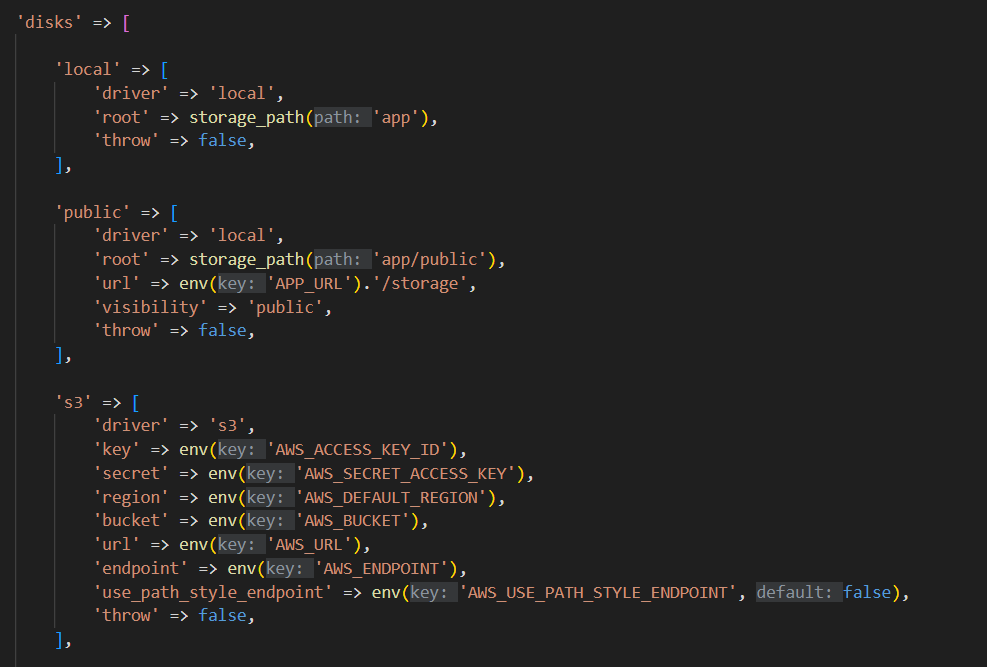 'disks' => [
'local' => [
'driver' => 'local',
'root' => storage_path(path: 'app'),
'throw' => false,
],
'public' => [
'driver' => 'local',
'root' => storage_path(path: 'app/public'),
'url' => env(key: 'APP_URL').'/storage',
'visibility' => 'public',
'throw' => false,
],
's3' => [
'driver' => 's3',
'key' => env(key: 'AWS_ACCESS_KEY_ID'),
'secret' => env(key: 'AWS_SECRET_ACCESS_KEY'),
'region' => env(key: 'AWS_DEFAULT_REGION'),
'bucket' => env(key: 'AWS_BUCKET'),
'url' => env(key: 'AWS_URL'),
'endpoint' => env(key: 'AWS_ENDPOINT'),
'use_path_style_endpoint' => env(key: 'AWS_USE_PATH_STYLE_ENDPOINT', default: false),
'throw' => false,
],